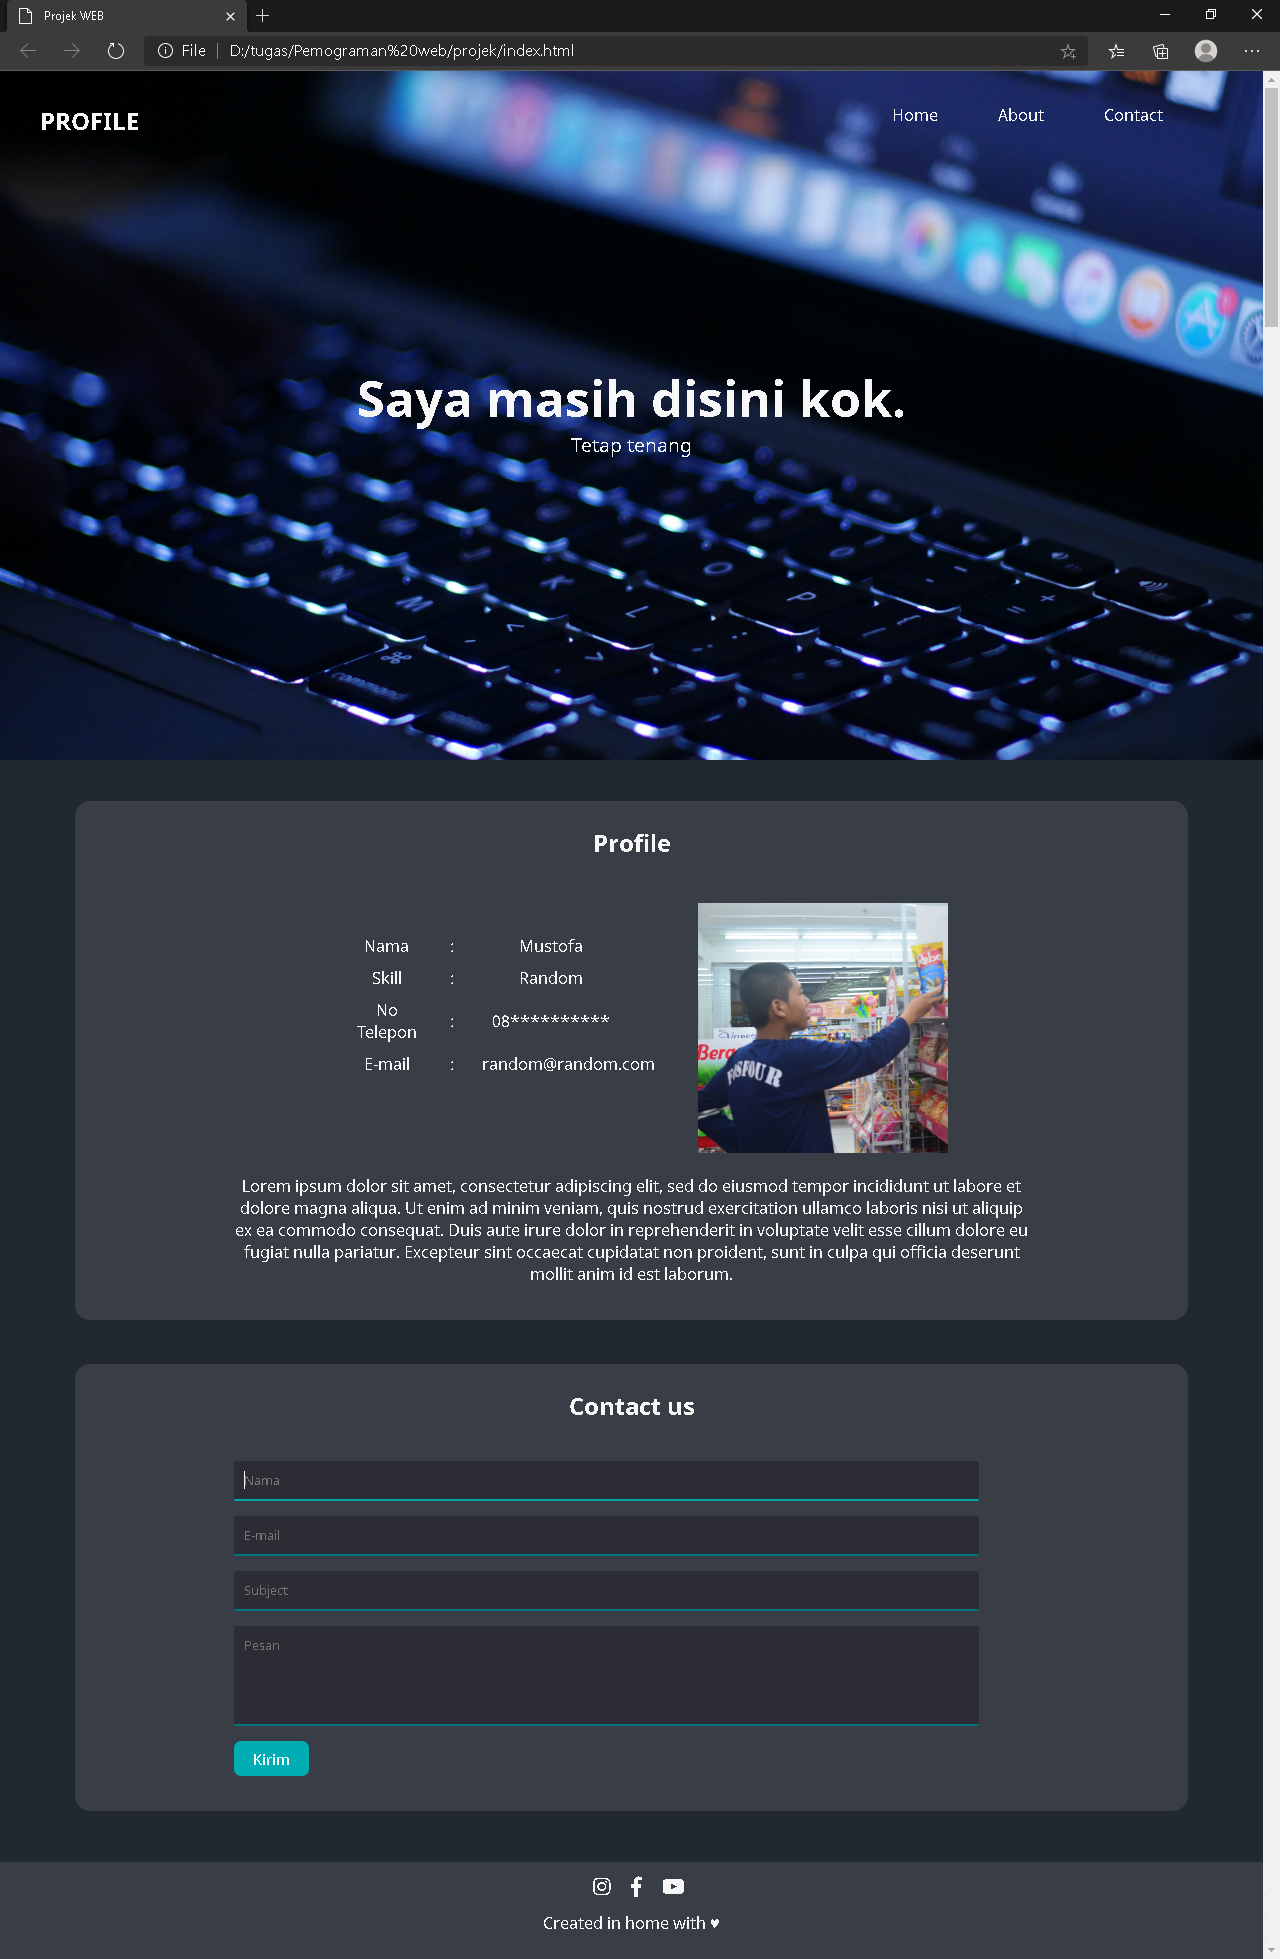 Projek WEB
File | D:/tugas/Pemograman%20web/projek/index.html
PROFILE
Home About Contact
Saya masih disini kok.
Tetap tenang
command
Profile
Nama : Mustofa
Skill : Random
No
Telepon : 08**********
E-mail : random@random.com
FOSFOUR
Lorem ipsum dolor sit amet, consectetur adipiscing elit, sed do eiusmod tempor incididunt ut labore et
dolore magna aliqua. Ut enim ad minim veniam, quis nostrud exercitation ullamco laboris nisi ut aliquip
ex ea commodo consequat. Duis aute irure dolor in reprehenderit in voluptate velit esse cillum dolore eu
fugiat nulla pariatur. Excepteur sint occaecat cupidatat non proident, sunt in culpa qui officia deserunt
mollit anim id est laborum.
Contact us
Nama
E-mail
Subject
Pesan
Kirim
Created in home with ♥